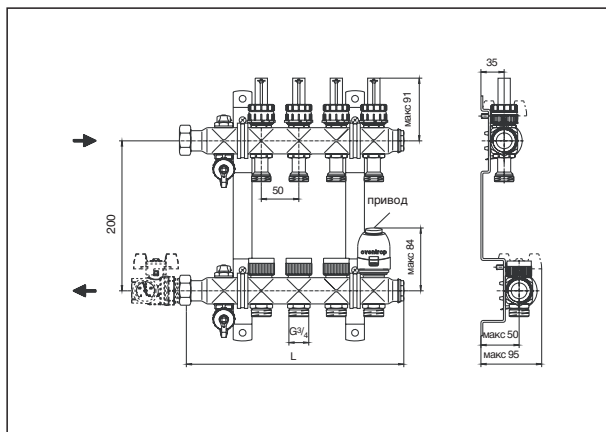 35
макс 91
50
200
привод
oventrop
макс 84
G3/4
L
макс 50
макс 95